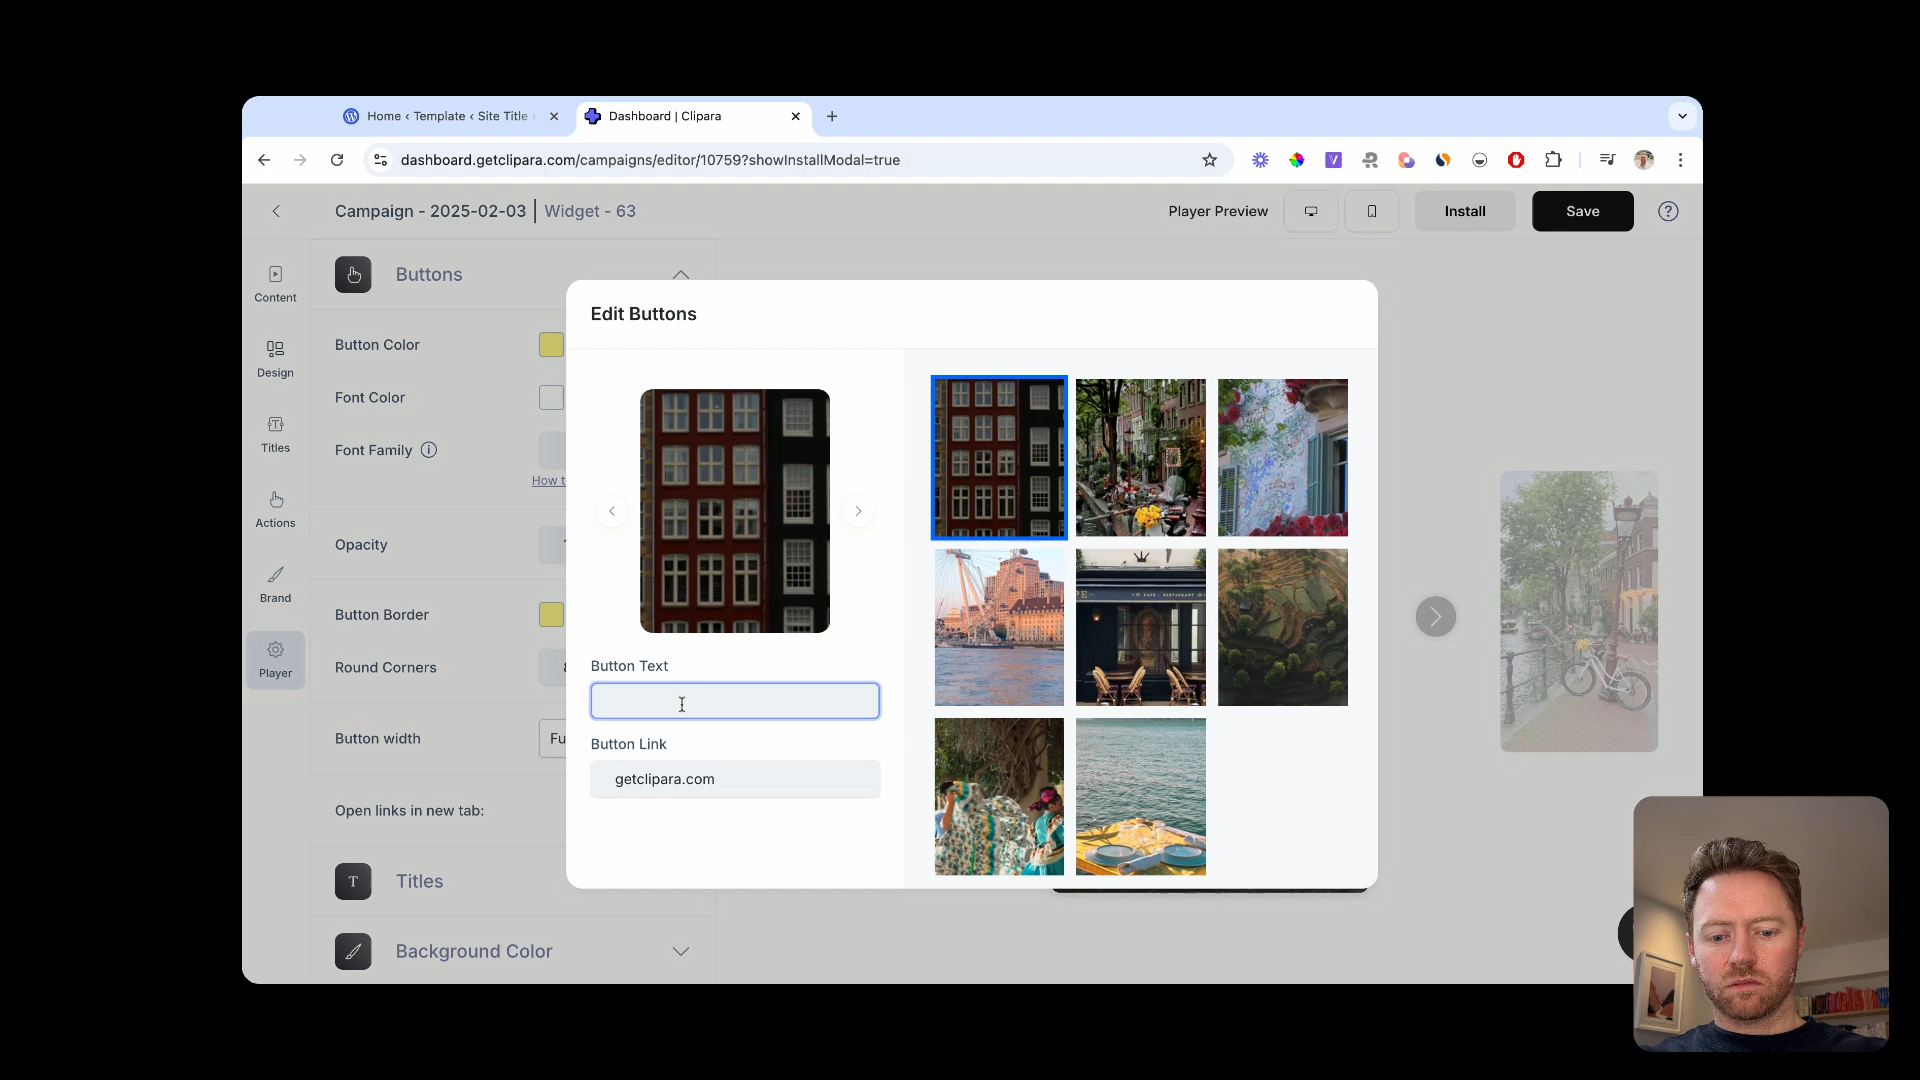 Home ‹ Template ‹ Site Title
Dashboard | Clipara
dashboard.getclipara.com/campaigns/editor/10759?showInstallModal=true
Campaign - 2025-02-03 | Widget - 63
Player Preview
Install
Save
Content
Design
Titles
Actions
Brand
Player
Buttons
Button Color
Font Color
Font Family
How t
Opacity
Button Border
Round Corners
Button width
Fu
Open links in new tab:
Titles
Background Color
Edit Buttons
Button Text
Button Link
getclipara.com
CAFE - RESTAURANT